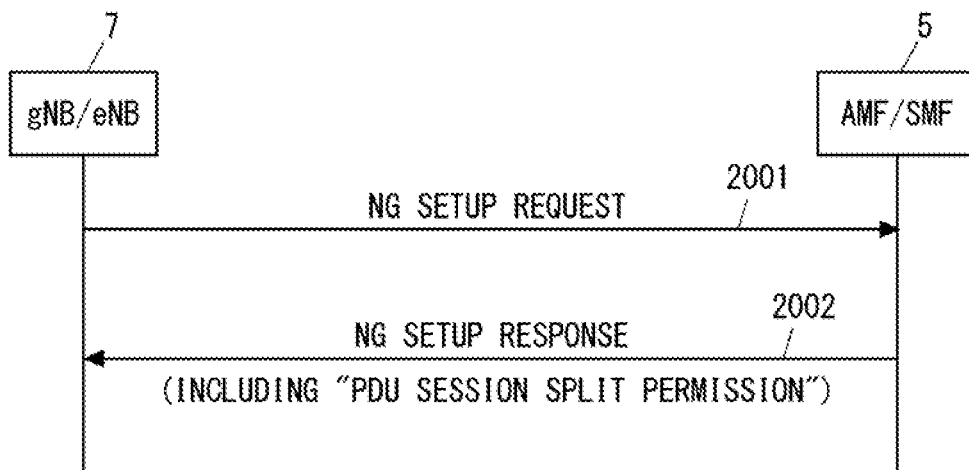 7
5
gNB/eNB
AMF/SMF
2001
NG SETUP REQUEST
2002
NG SETUP RESPONSE
(INCLUDING "PDU SESSION SPLIT PERMISSION")